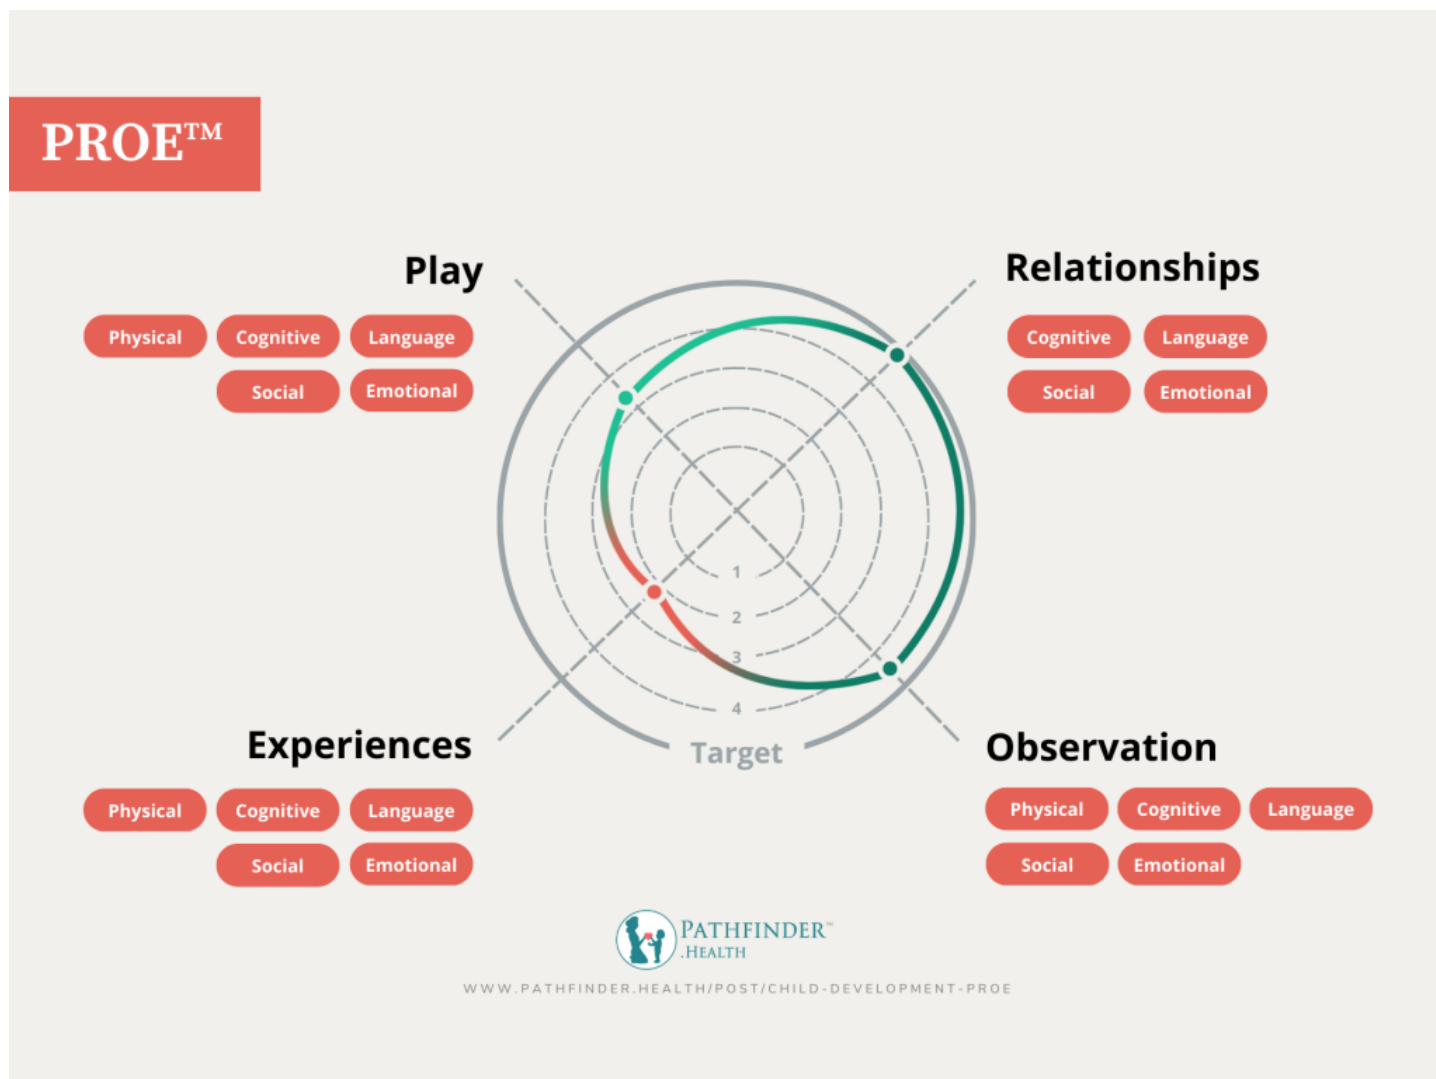 PROE™
Play
Physical Cognitive Language
Social Emotional
Relationships
Cognitive Language
Social Emotional
1
2
3
4
Target
Experiences
Physical Cognitive Language
Social Emotional
Observation
Physical Cognitive Language
Social Emotional
PATHFINDER™
.HEALTH
WWW.PATHFINDER.HEALTH/POST/CHILD-DEVELOPMENT-PROE